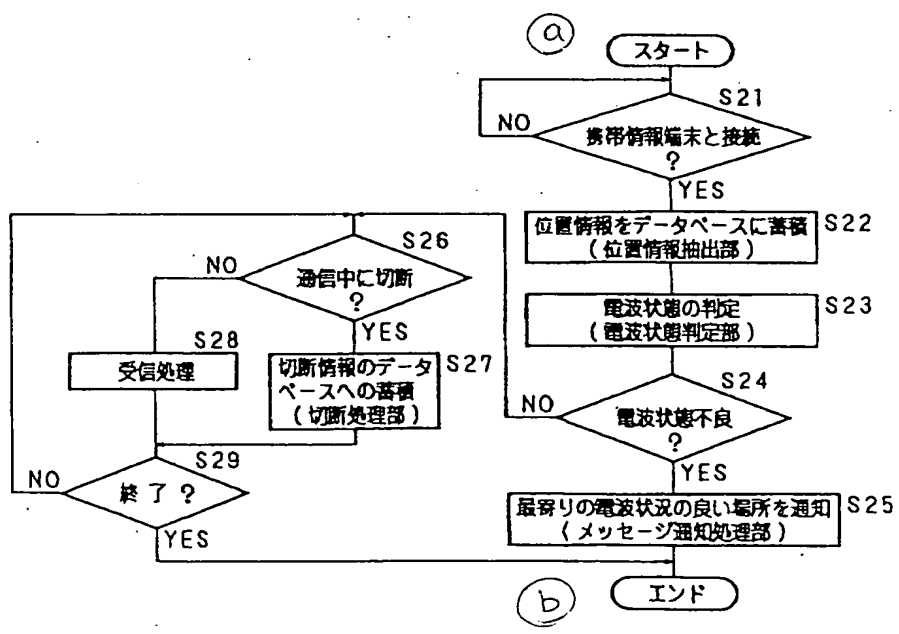 a
スタート
S21
NO
携帯情報端末と接続
?
YES
位置情報をデータベースに蓄積
(位置情報抽出部)
S22
電波状態の判定
(電波状態判定部)
S23
S24
NO
電波状態不良
?
YES
最寄りの電波状況の良い場所を通知
(メッセージ通知処理部)
S25
S26
NO
通信中に切断
?
YES
S28
受信処理
切断情報のデータ
ベースへの蓄積
(切断処理部)
S27
S29
NO
終了?
YES
エンド
b